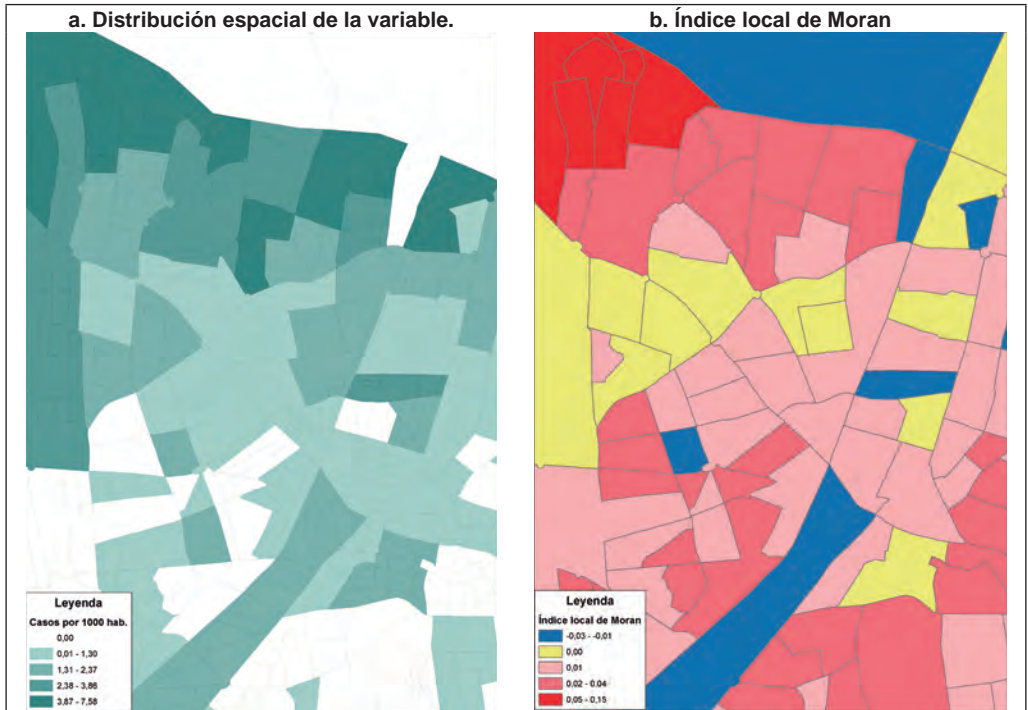 a. Distribución espacial de la variable.
b. Índice local de Moran
Leyenda
Casos por 1000 hab.
0,00
0,01 - 1,30
1,31 - 2,37
2,38 - 3,86
3,87 - 7,58
Leyenda
Índice local de Moran
-0,03 - -0,01
0,00
0,01
0,02 - 0,04
0,05 - 0,15